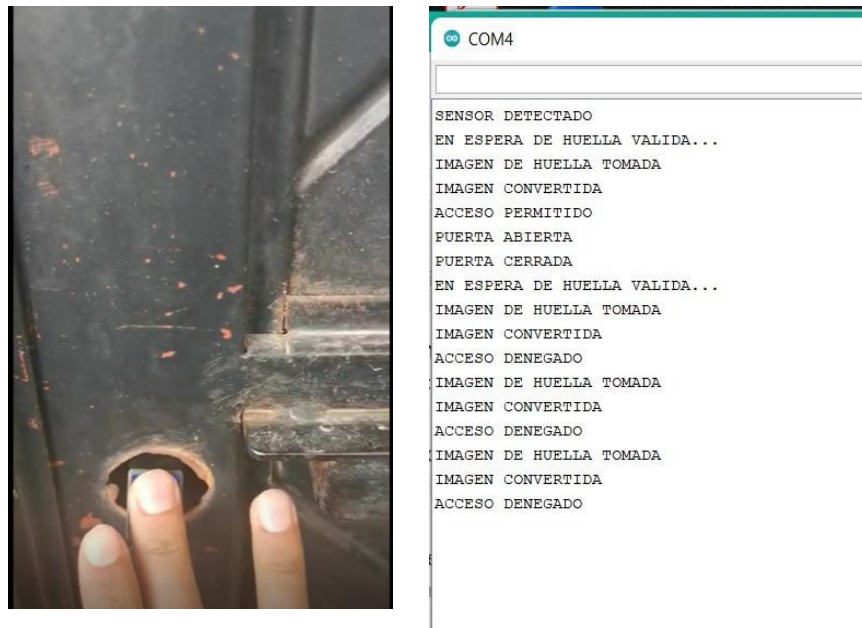 COM4
SENSOR DETECTADO
EN ESPERA DE HUELLA VALIDA...
IMAGEN DE HUELLA TOMADA
IMAGEN CONVERTIDA
ACCESO PERMITIDO
PUERTA ABIERTA
PUERTA CERRADA
EN ESPERA DE HUELLA VALIDA...
IMAGEN DE HUELLA TOMADA
IMAGEN CONVERTIDA
ACCESO DENEGADO
IMAGEN DE HUELLA TOMADA
IMAGEN CONVERTIDA
ACCESO DENEGADO
IMAGEN DE HUELLA TOMADA
IMAGEN CONVERTIDA
ACCESO DENEGADO